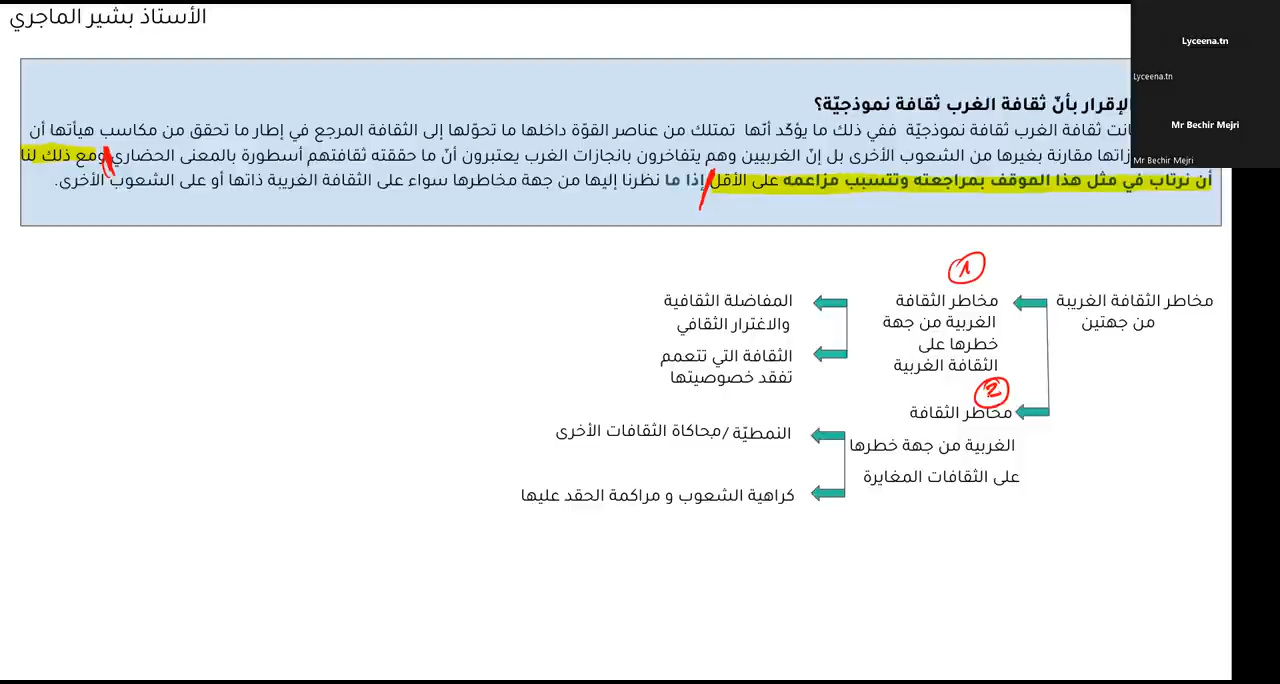 الأستاذ بشير الماجري
Lyceena.tn
Lyceena.tn
Mr Bechir Mejri
Mr Bechir Mejri
الإقرار بأنّ ثقافة الغرب ثقافة نموذجيّة؟
ثقافة الغرب ثقافة نموذجيّة ففي ذلك ما يؤكّد أنّها تمتلك من عناصر القوّة داخلها ما تحوّلها إلى الثقافة المرجع في إطار ما تحقق من مكاسب هيأتها أن
مقارنة بغيرها من الشعوب الأخرى بل إنّ الغربيين وهم يتفاخرون بانجازات الغرب يعتبرون أنّ ما حققته ثقافتهم أسطورة بالمعنى الحضاري ومع ذلك لنا
أن نرتاب في مثل هذا الموقف بمراجعته ونتسبب مزاعمه على الأقل إذا ما نظرنا إليها من جهة مخاطرها سواء على الثقافة الغريبة ذاتها أو على الشعوب الأخرى.
1
مخاطر الثقافة الغريبة
من جهتين
مخاطر الثقافة
الغربية من جهة
خطرها على
الثقافة الغربية
المفاضلة الثقافية
والاغترار الثقافي
الثقافة التي تتعمم
تفقد خصوصيتها
2
مخاطر الثقافة
الغربية من جهة خطرها
على الثقافات المغايرة
النمطيّة /محاكاة الثقافات الأخرى
كراهية الشعوب و مراكمة الحقد عليها